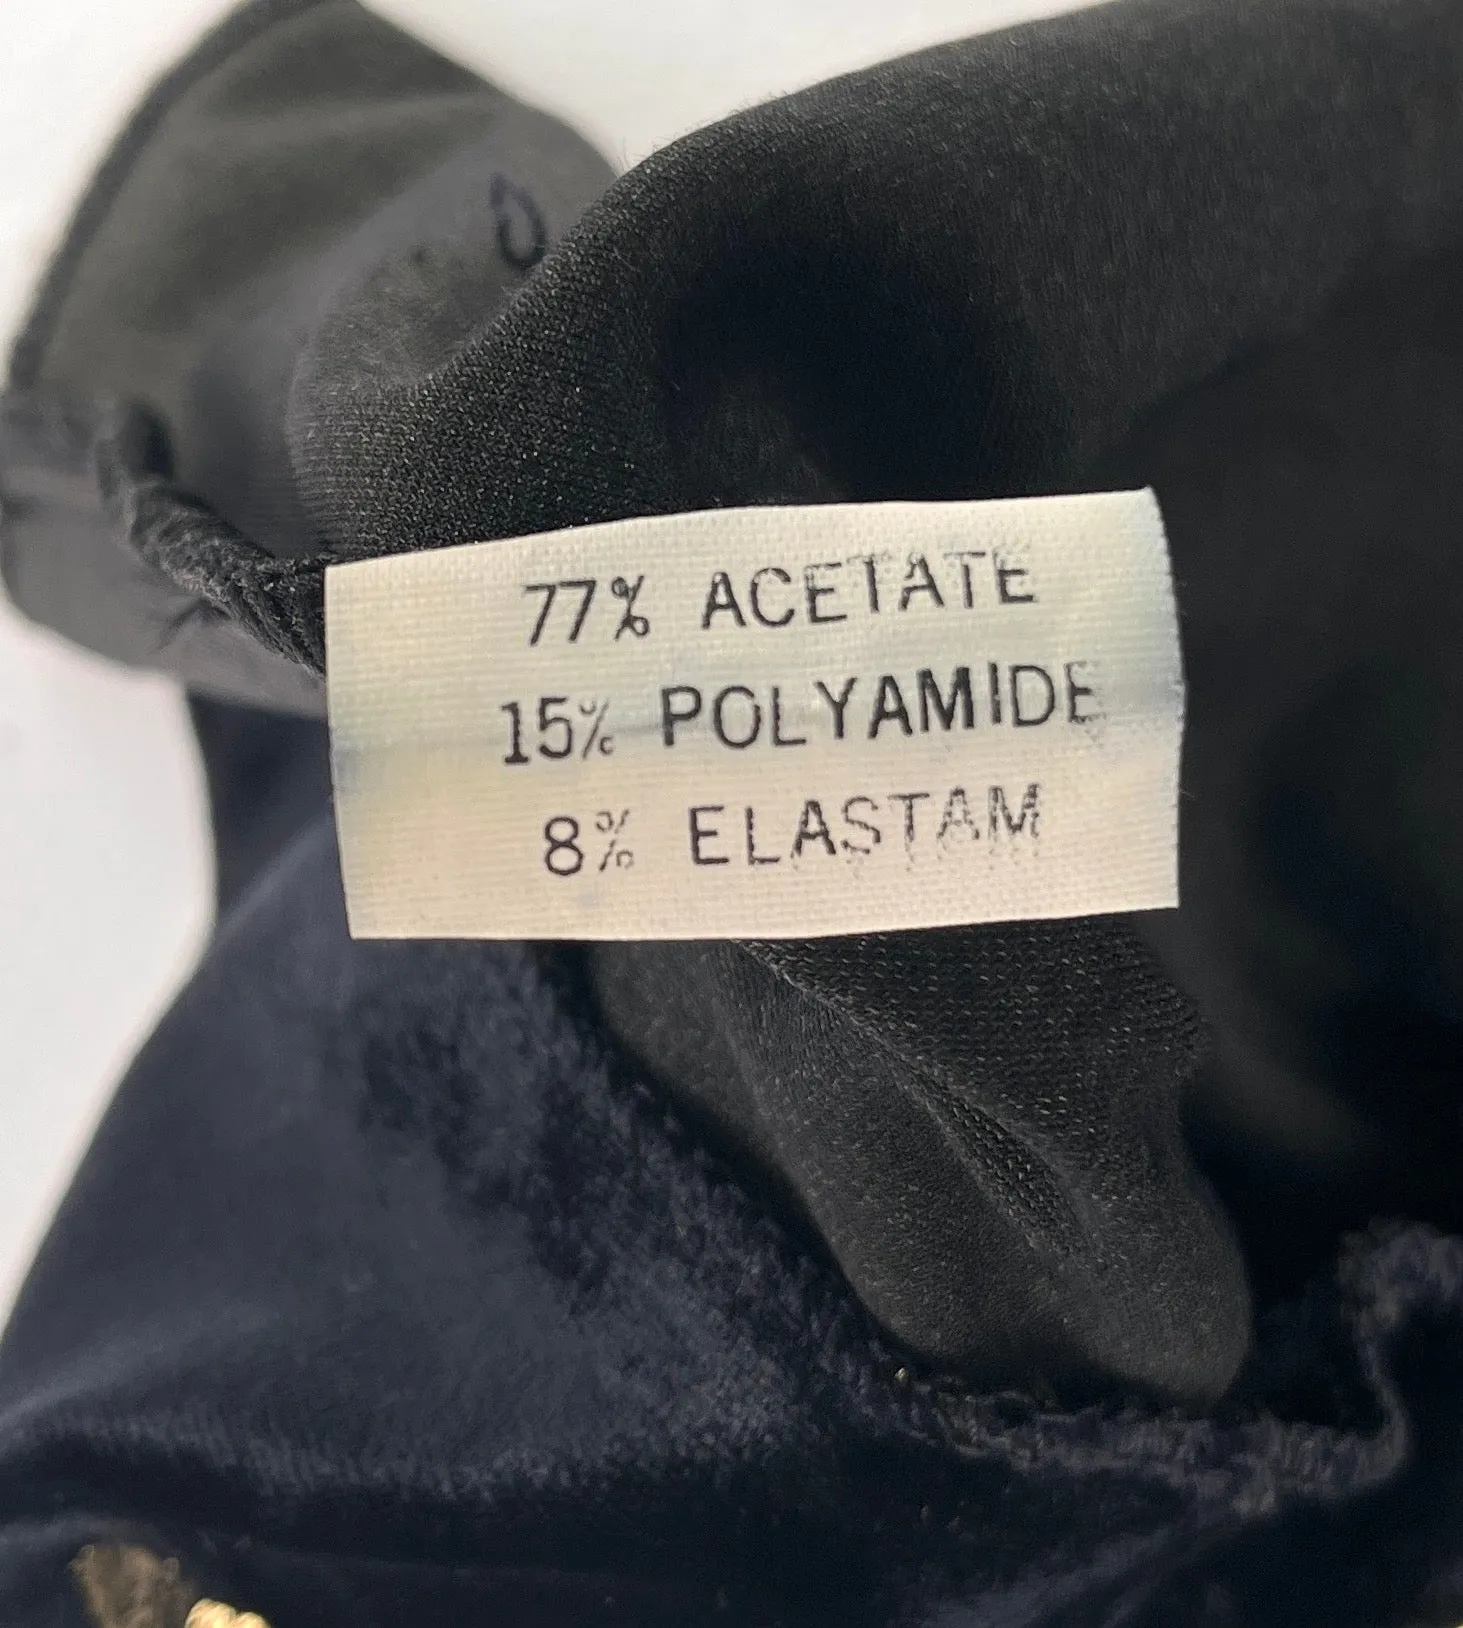 77% ACETATE
15% POLYAMIDE
8% ELASTAM